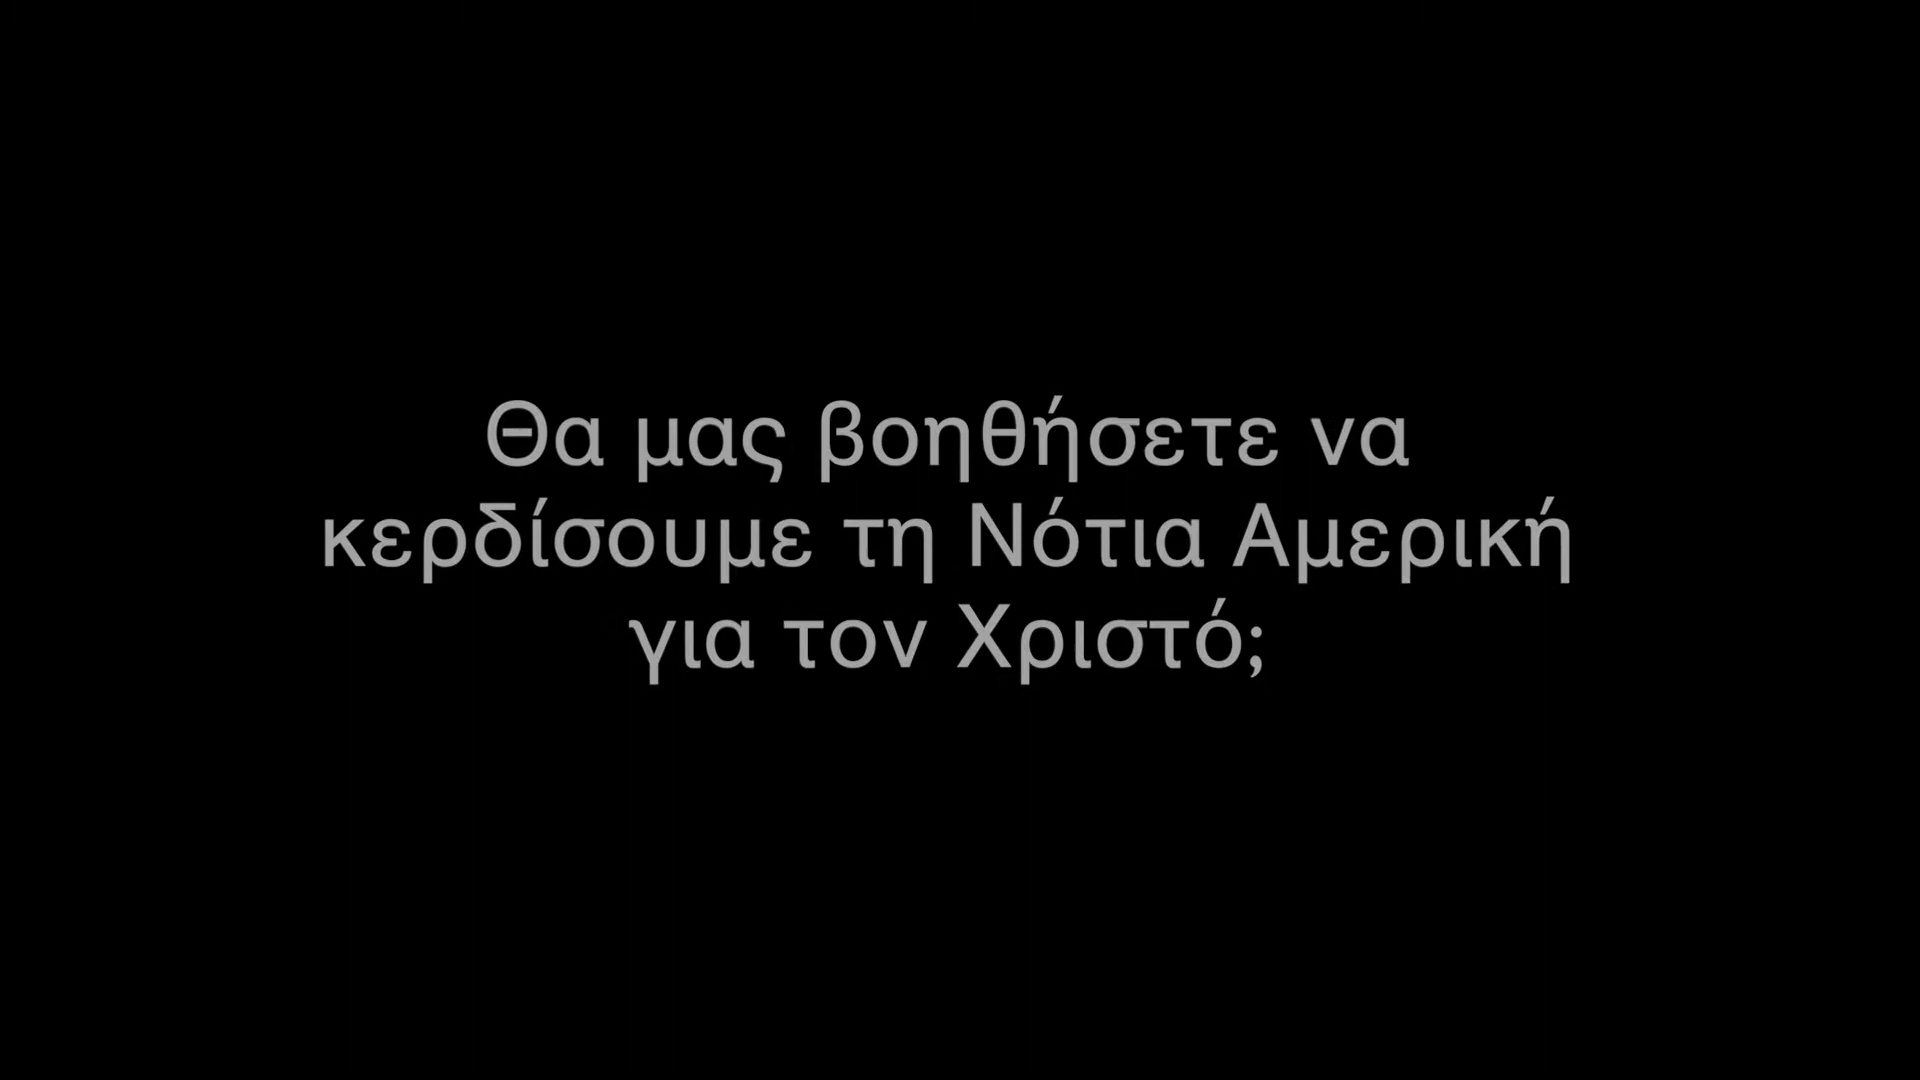 Θα μας βοηθήσετε να
κερδίσουμε τη Νότια Αμερική
για τον Χριστό;